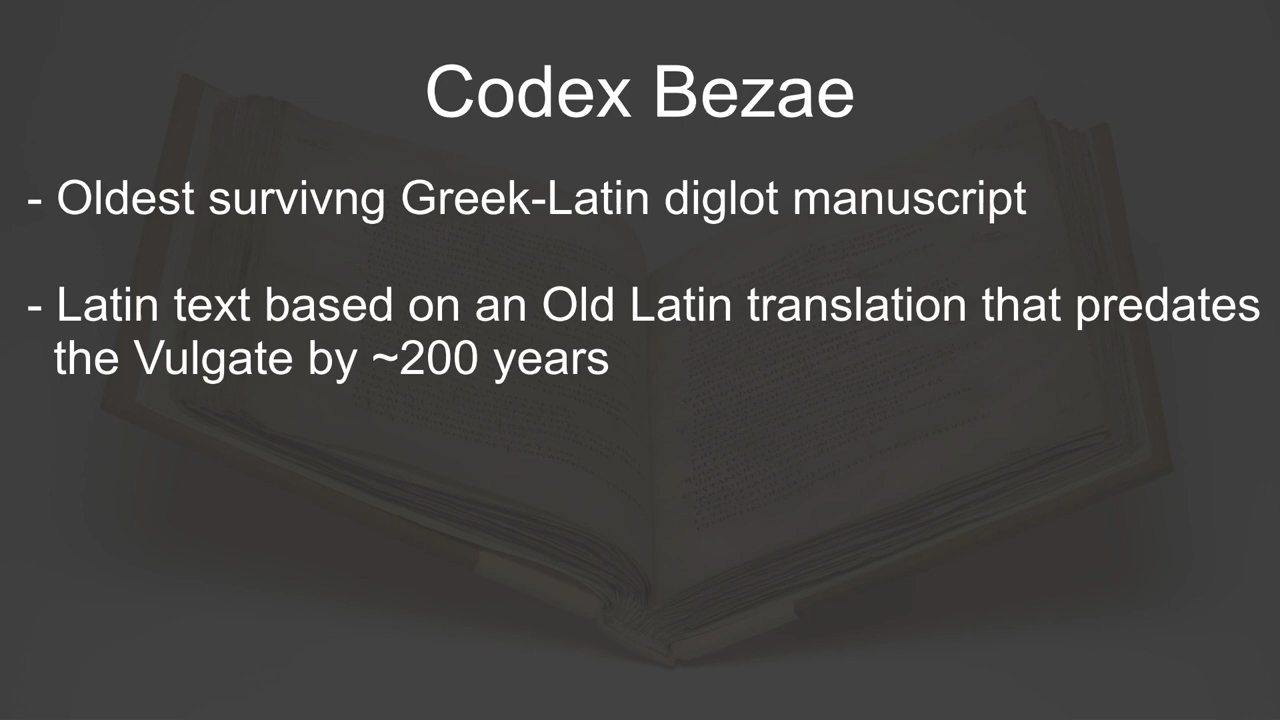 Codex Bezae
- Oldest survivng Greek-Latin diglot manuscript
- Latin text based on an Old Latin translation that predates
the Vulgate by ~200 years